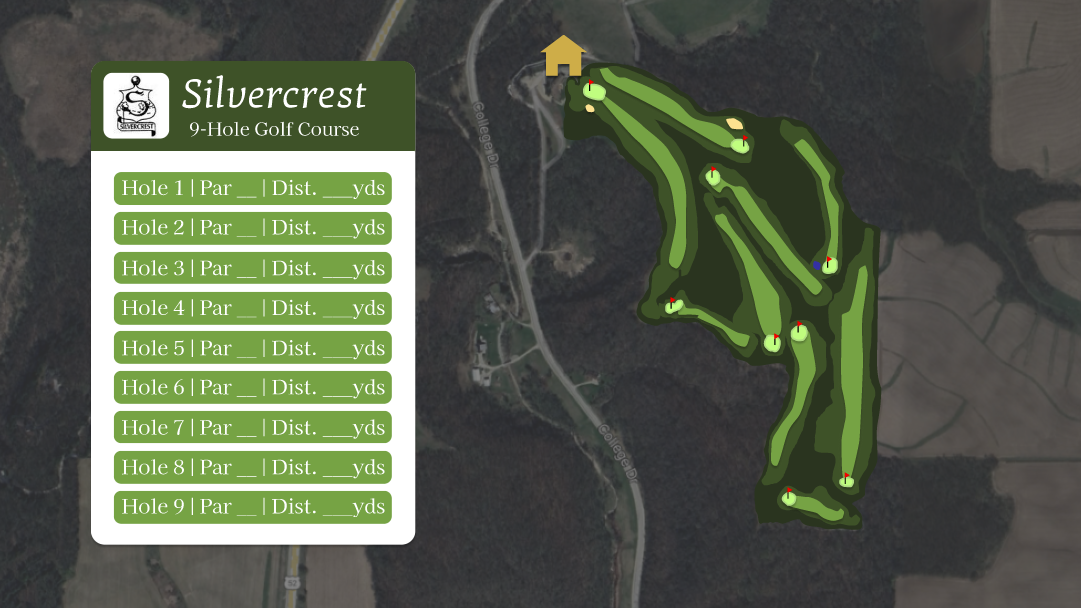 SILVERCREST
Silvercrest
9-Hole Golf Course
Hole 1 | Par __ | Dist. ___yds
Hole 2 | Par __ | Dist. ___yds
Hole 3 | Par __ | Dist. ___yds
Hole 4 | Par __ | Dist. ___yds
Hole 5 | Par __ | Dist. ___yds
Hole 6 | Par __ | Dist. ___yds
Hole 7 | Par __ | Dist. ___yds
Hole 8 | Par __ | Dist. ___yds
Hole 9 | Par __ | Dist. ___yds
College Dr
College Dr